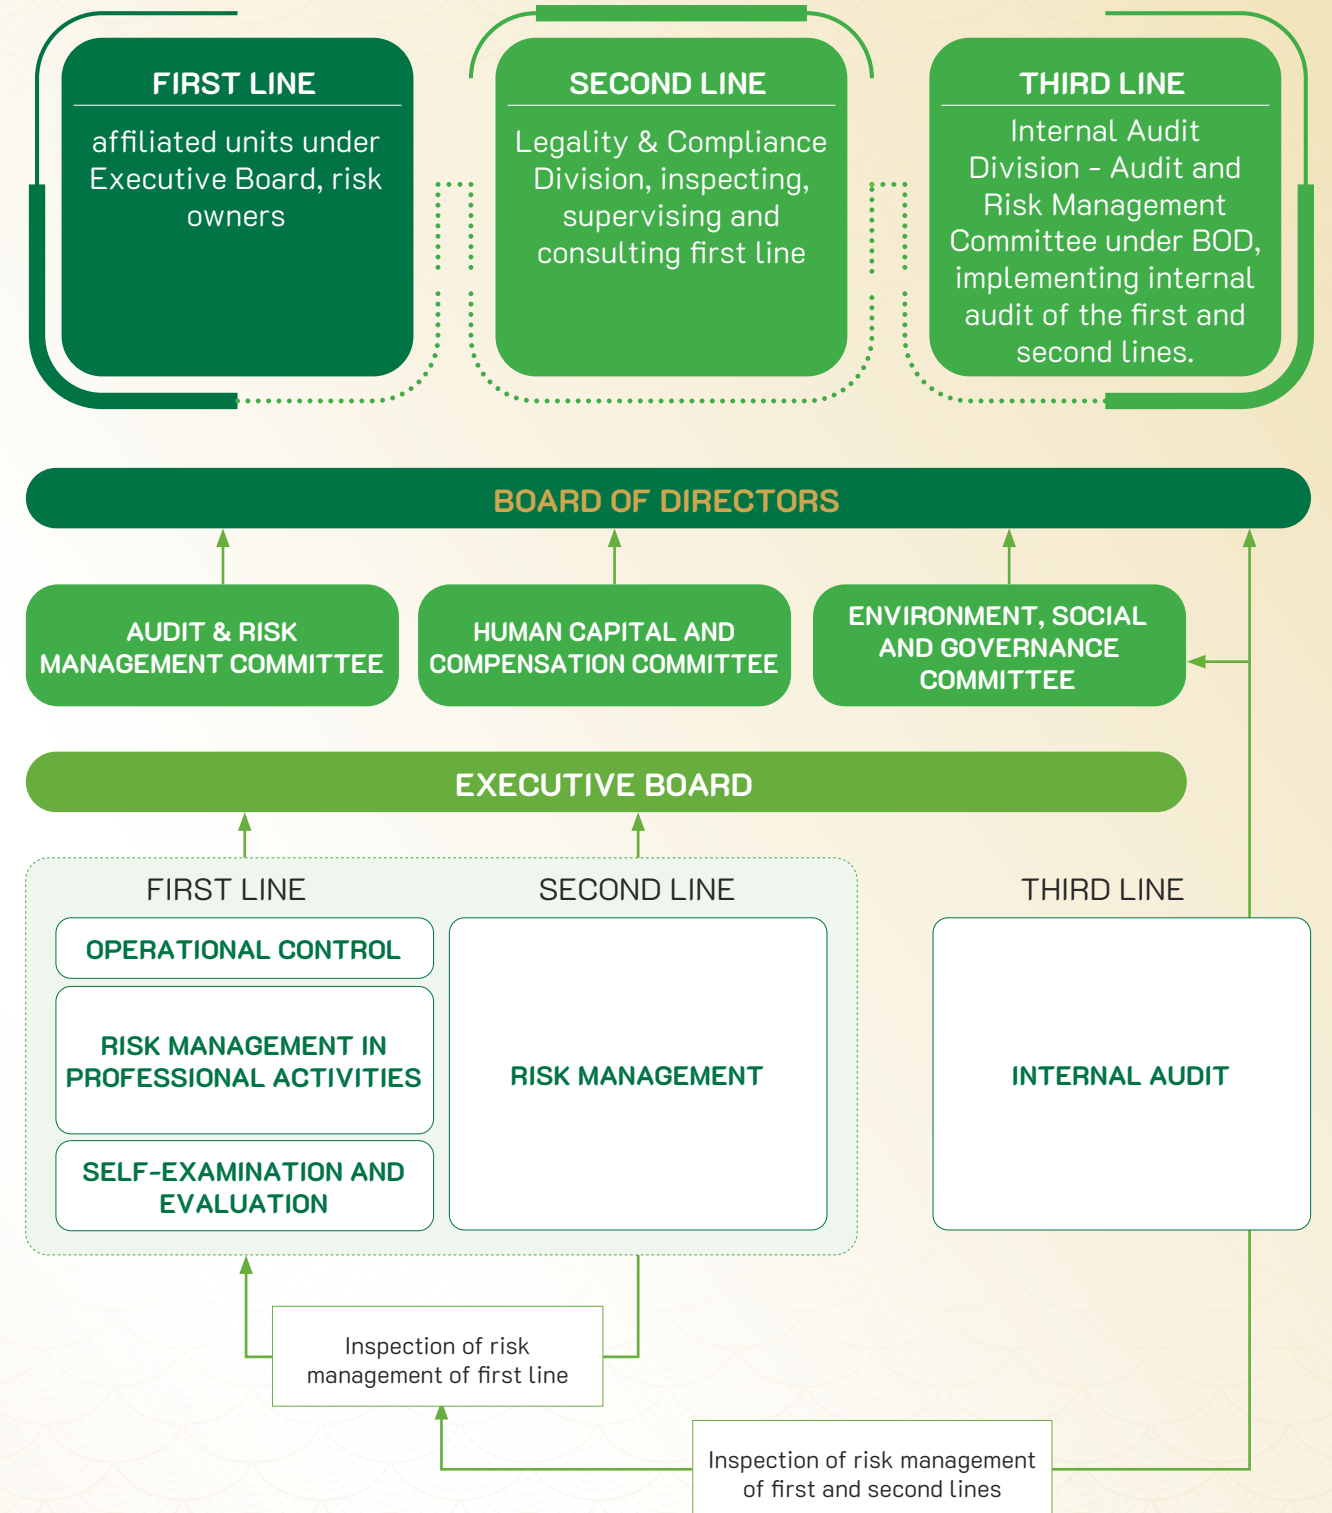 FIRST LINE
affiliated units under
Executive Board, risk
owners
SECOND LINE
Legality & Compliance
Division, inspecting,
supervising and
consulting first line
THIRD LINE
Internal Audit
Division - Audit and
Risk Management
Committee under BOD,
implementing internal
audit of the first and
second lines.
BOARD OF DIRECTORS
AUDIT & RISK
MANAGEMENT COMMITTEE
HUMAN CAPITAL AND
COMPENSATION COMMITTEE
ENVIRONMENT, SOCIAL
AND GOVERNANCE
COMMITTEE
EXECUTIVE BOARD
FIRST LINE
OPERATIONAL CONTROL
RISK MANAGEMENT IN
PROFESSIONAL ACTIVITIES
SELF-EXAMINATION AND
EVALUATION
SECOND LINE
RISK MANAGEMENT
THIRD LINE
INTERNAL AUDIT
Inspection of risk
management of first line
Inspection of risk management
of first and second lines